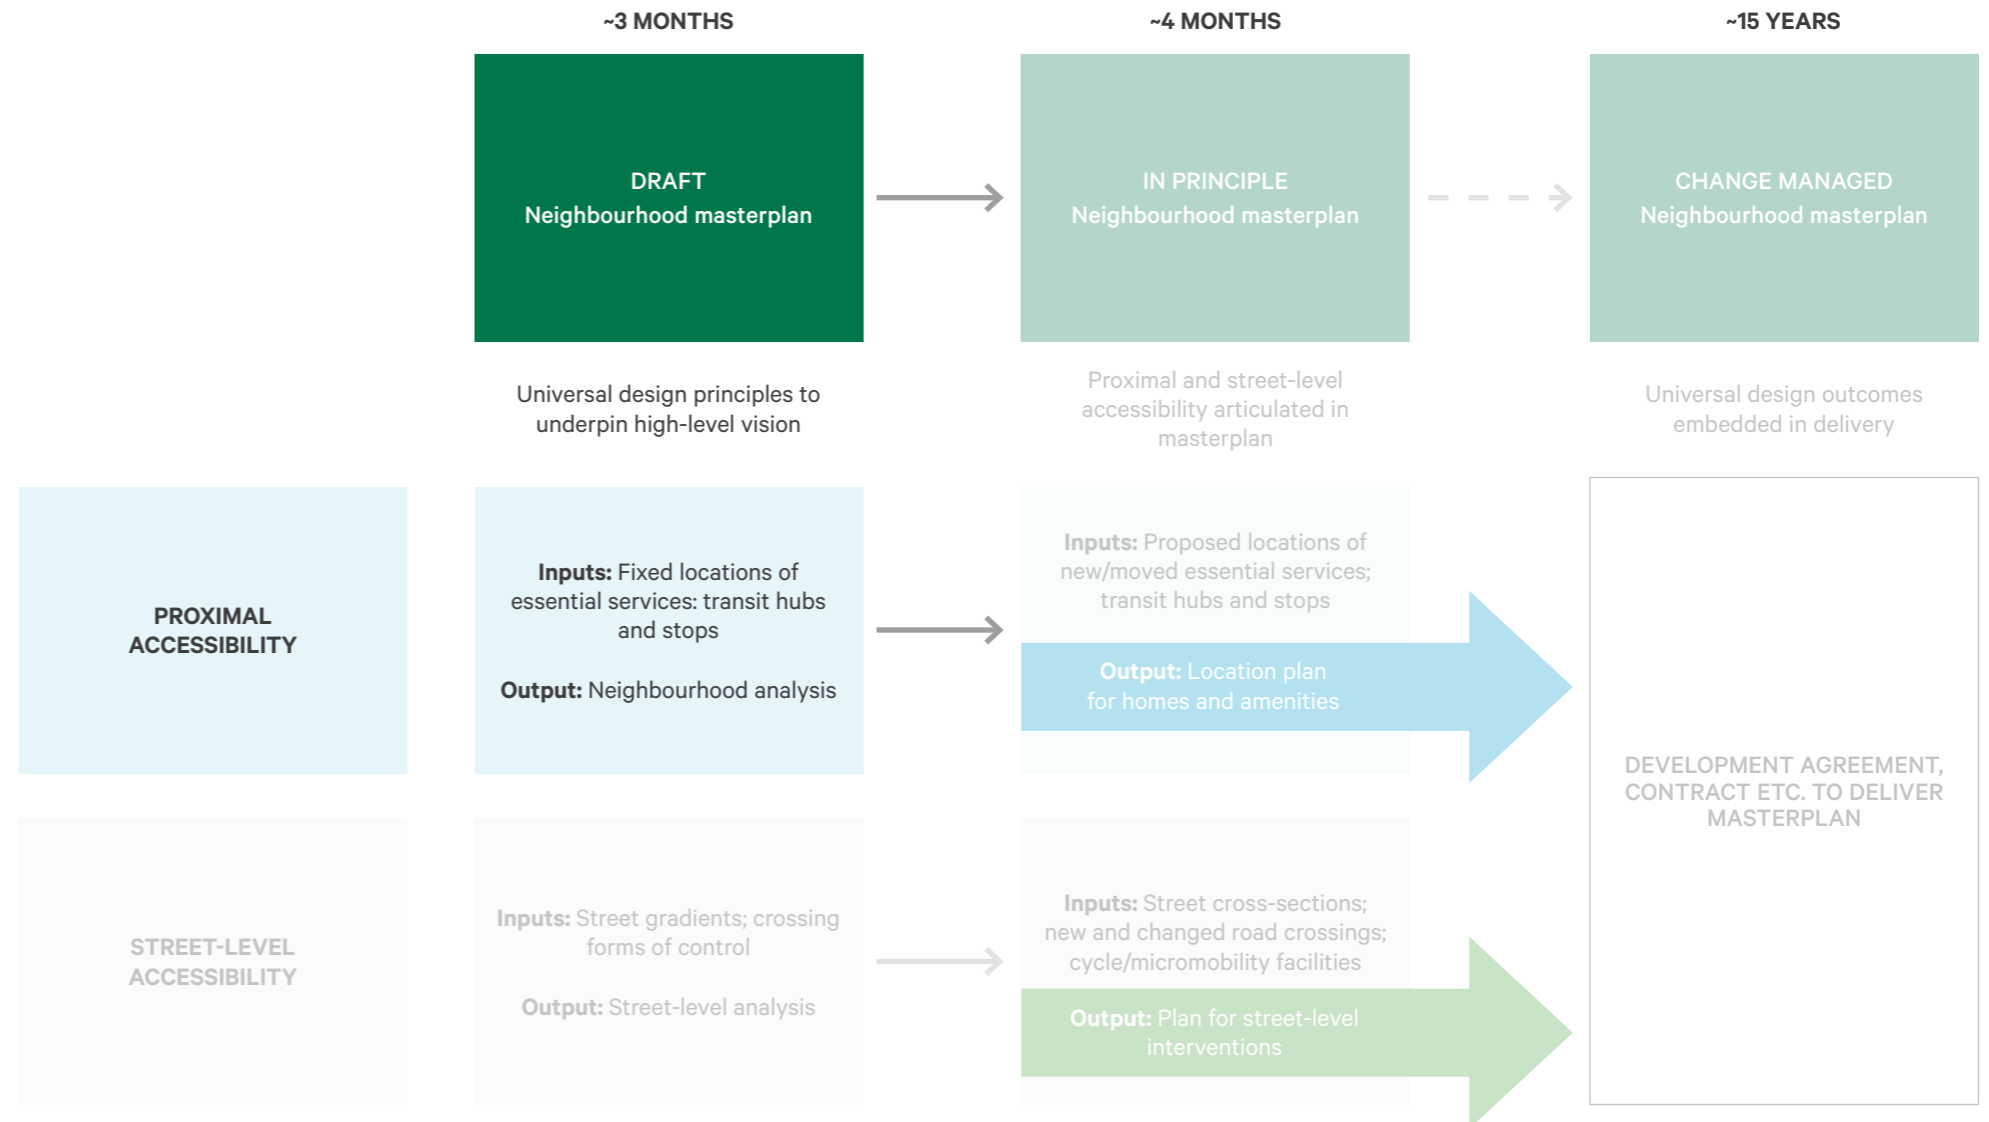 ~3 MONTHS
~4 MONTHS
~15 YEARS
DRAFT
Neighbourhood masterplan
IN PRINCIPLE
Neighbourhood masterplan
CHANGE MANAGED
Neighbourhood masterplan
Universal design principles to
underpin high-level vision
Proximal and street-level
accessibility articulated in
masterplan
Universal design outcomes
embedded in delivery
PROXIMAL
ACCESSIBILITY
Inputs: Fixed locations of
essential services: transit hubs
and stops
Output: Neighbourhood analysis
Inputs: Proposed locations of
new/moved essential services;
transit hubs and stops
Output: Location plan
for homes and amenities
DEVELOPMENT AGREEMENT,
CONTRACT ETC. TO DELIVER
MASTERPLAN
STREET-LEVEL
ACCESSIBILITY
Inputs: Street gradients; crossing
forms of control
Output: Street-level analysis
Inputs: Street cross-sections;
new and changed road crossings;
cycle/micromobility facilities
Output: Plan for street-level
interventions